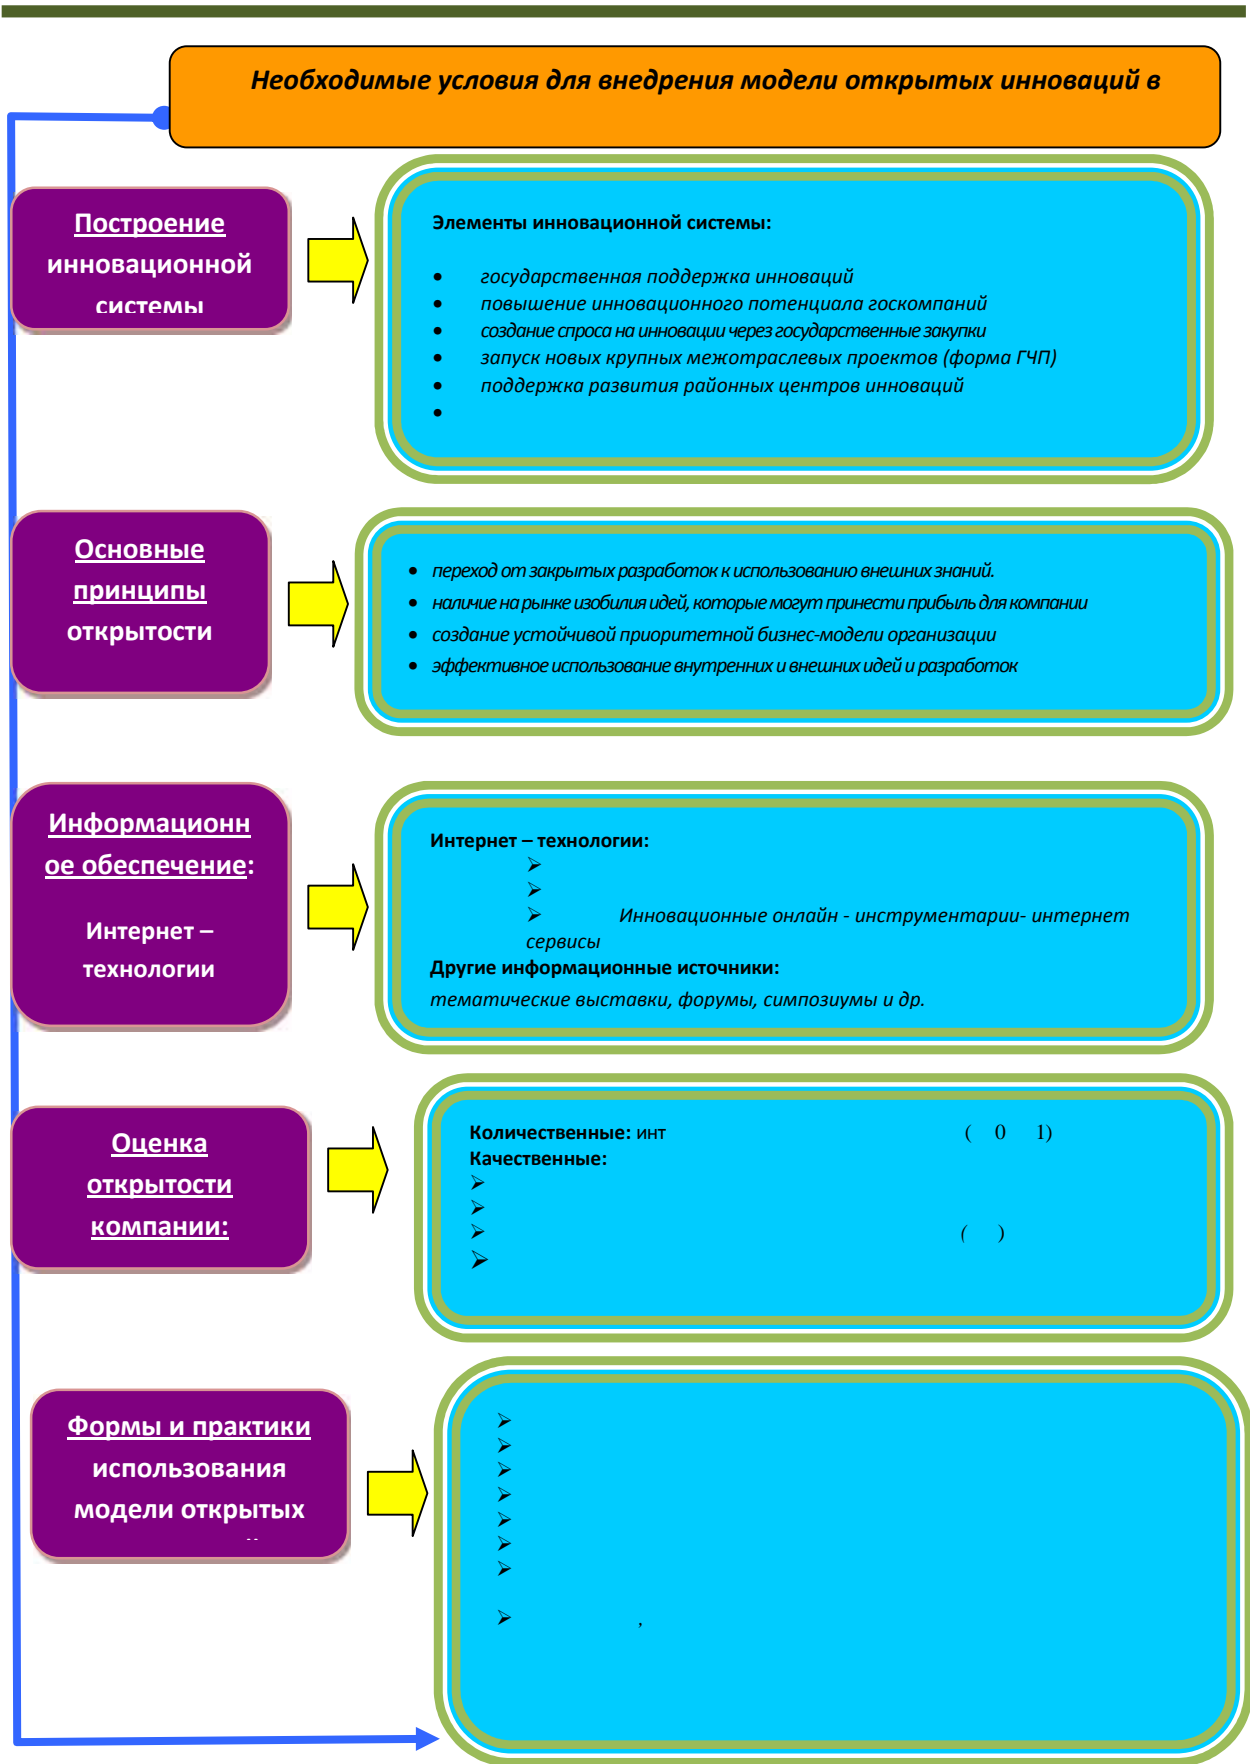 Необходимые условия для внедрения модели открытых инноваций в
Построение
инновационной
системы
Элементы инновационной системы:
• государственная поддержка инноваций
• повышение инновационного потенциала госкомпаний
• создание спроса на инновации через государственные закупки
• запуск новых крупных межотраслевых проектов (форма ГЧП)
• поддержка развития районных центров инноваций
•
Основные
принципы
открытости
• переход от закрытых разработок к использованию внешних знаний.
• наличие на рынке изобилия идей, которые могут принести прибыль для компании
• создание устойчивой приоритетной бизнес-модели организации
• эффективное использование внутренних и внешних идей и разработок
Информационн
ое обеспечение:
Интернет –
технологии
Интернет – технологии:
➢
➢
➢ Инновационные онлайн - инструментарии- интернет
сервисы
Другие информационные источники:
тематические выставки, форумы, симпозиумы и др.
Оценка
открытости
компании:
Количественные: инт ( 0 1)
Качественные:
➢
➢
➢ ( )
➢
Формы и практики
использования
модели открытых
➢
➢
➢
➢
➢
➢
➢
➢ ,